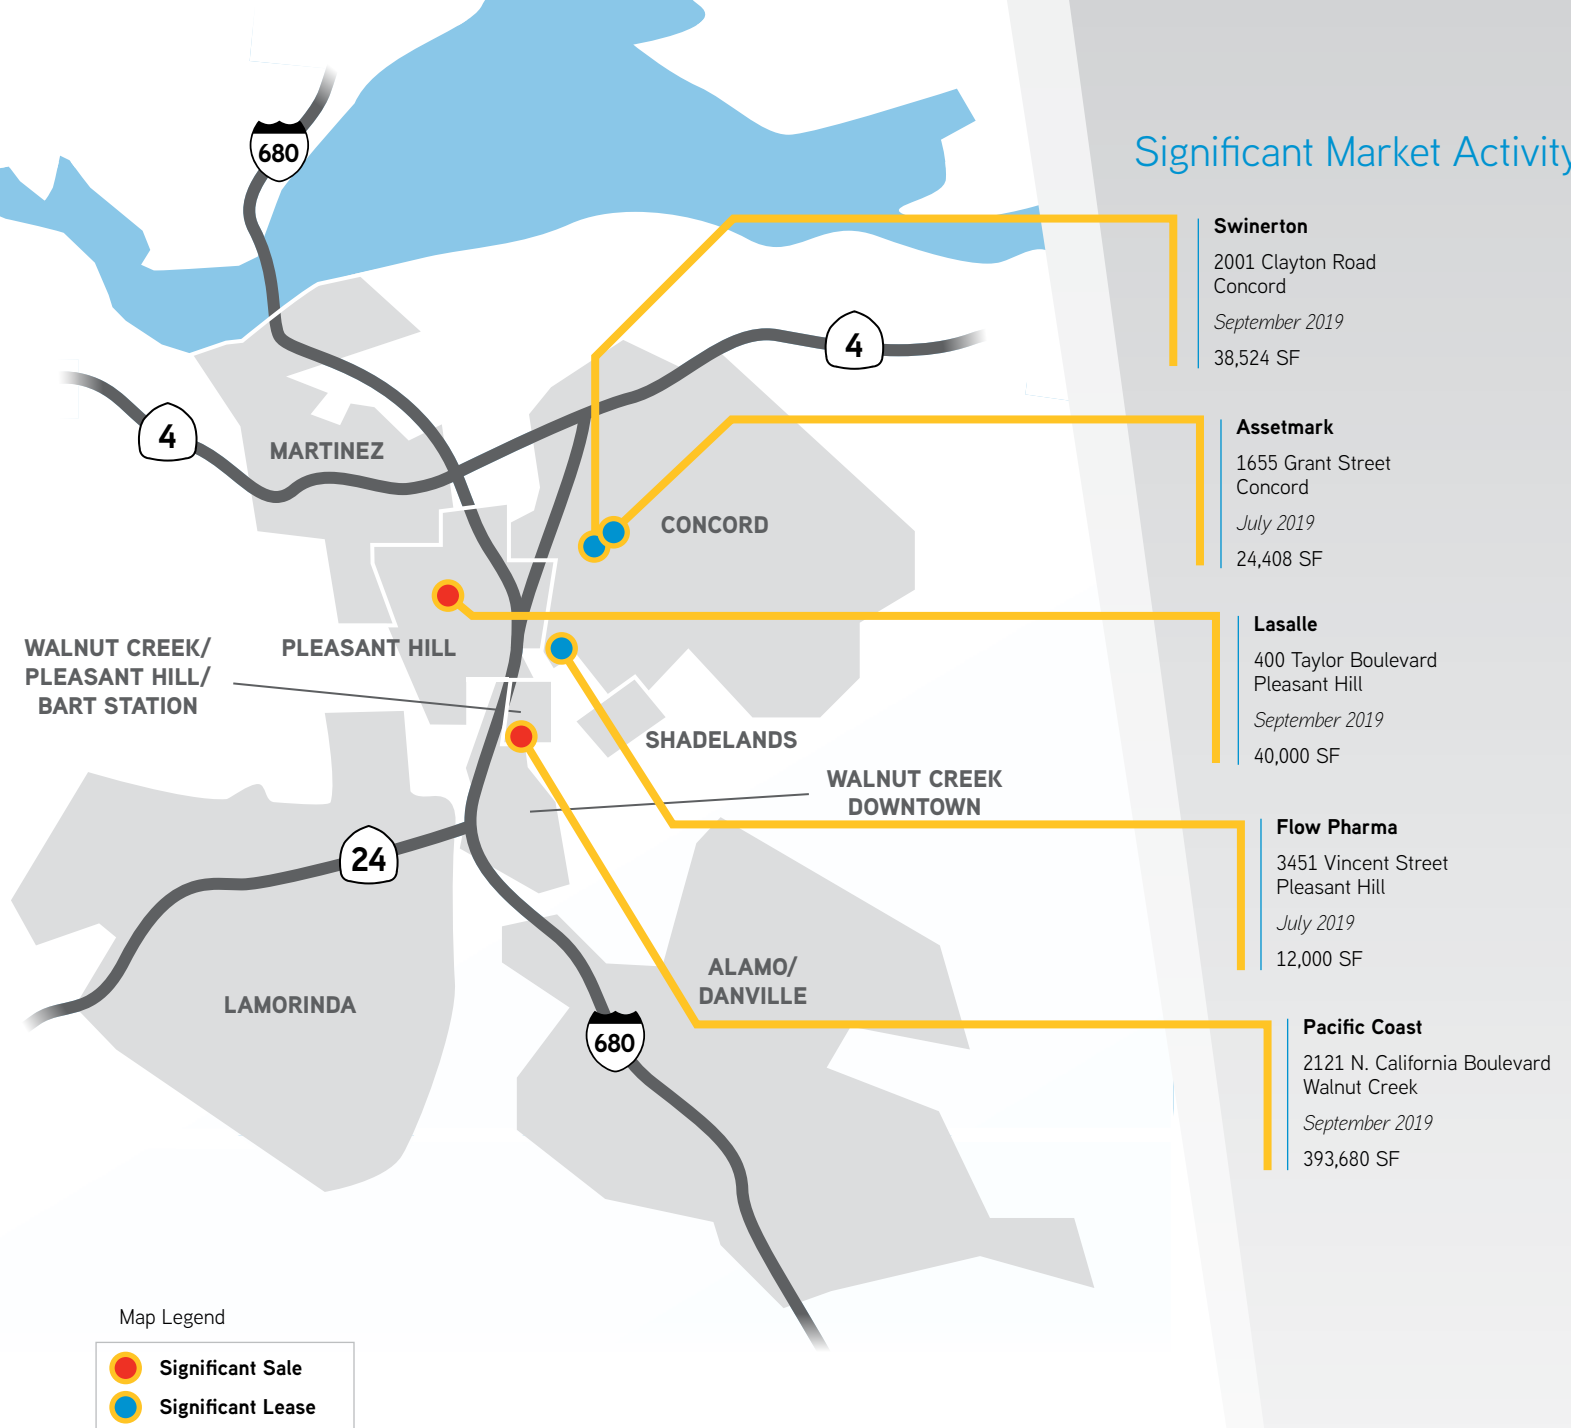 680
Significant Market Activity
Swinerton
2001 Clayton Road
Concord
September 2019
38,524 SF
4
4
MARTINEZ
Assetmark
1655 Grant Street
Concord
July 2019
24,408 SF
CONCORD
Lasalle
400 Taylor Boulevard
Pleasant Hill
September 2019
40,000 SF
WALNUT CREEK/
PLEASANT HILL/
BART STATION
PLEASANT HILL
SHADELANDS
WALNUT CREEK
DOWNTOWN
Flow Pharma
3451 Vincent Street
Pleasant Hill
July 2019
12,000 SF
24
ALAMO/
DANVILLE
LAMORINDA
680
Pacific Coast
2121 N. California Boulevard
Walnut Creek
September 2019
393,680 SF
Map Legend
Significant Sale
Significant Lease